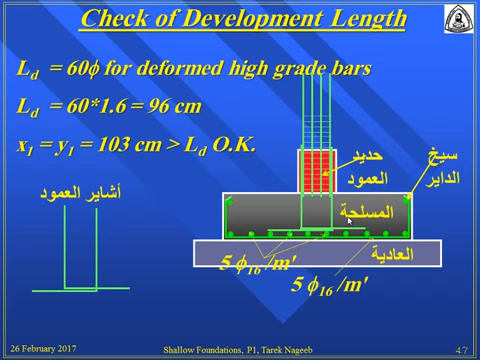 Check of Development Length
L_d = 60ϕ for deformed high grade bars
L_d = 60*1.6 = 96 cm
x_1 = y_1 = 103 cm > L_d O.K.
حديد
العمود
سيخ
الداير
أشاير العمود
المسلحة
العادية
5 ϕ_16 /m'
5 ϕ_16 /m'
26 February 2017
Shallow Foundations, P1, Tarek Nageeb
47